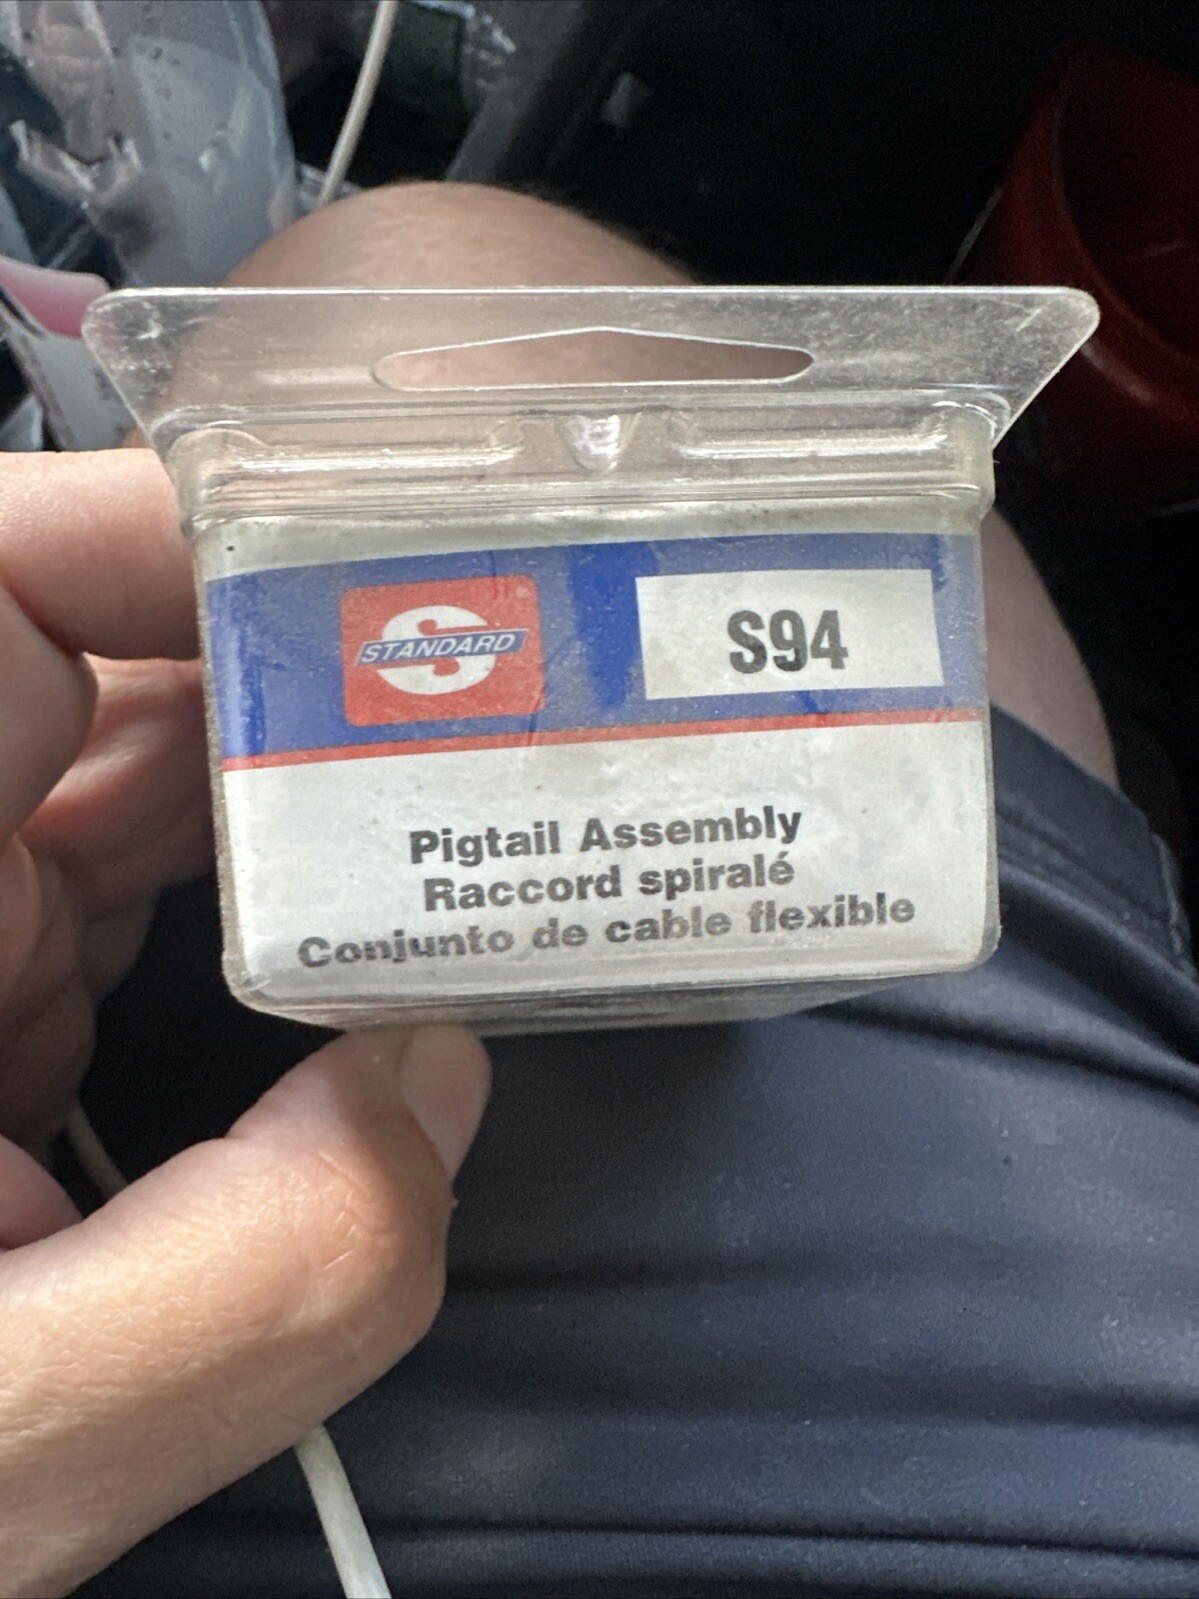 STANDARD
S94
Pigtail Assembly
Raccord spiralé
Conjunto de cable flexible